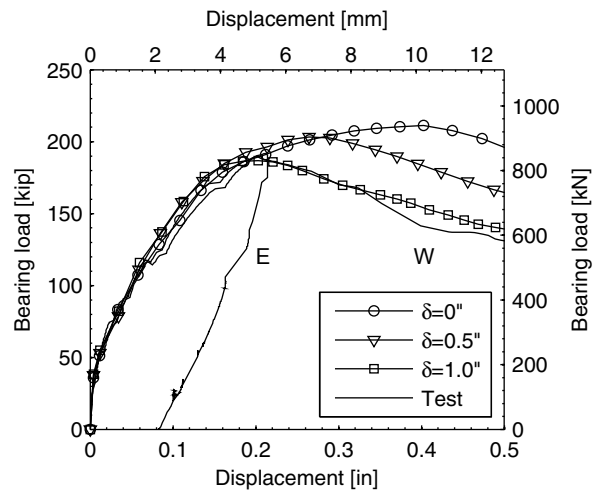 Displacement [mm]
0 2 4 6 8 10 12
250
200
150
100
50
0
Bearing load [kip]
1000
800
600
400
200
0
Bearing load [kN]
E
W
δ=0"
δ=0.5"
δ=1.0"
Test
0 0.1 0.2 0.3 0.4 0.5
Displacement [in]